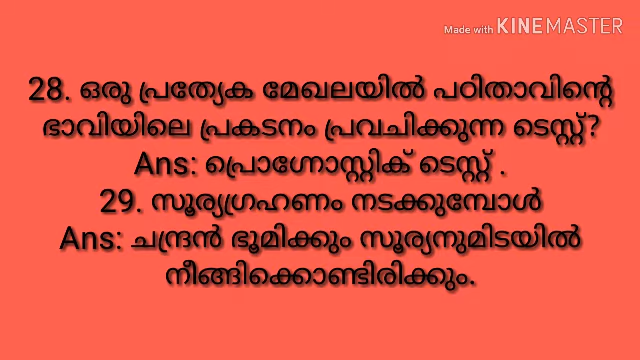 Made with KINEMASTER
28. ഒരു പ്രത്യേക മേഖലയിൽ പഠിതാവിന്റെ
ഭാവിയിലെ പ്രകടനം പ്രവചിക്കുന്ന ടെസ്റ്റ്?
Ans: പ്രൊഗ്നോസ്റ്റിക് ടെസ്റ്റ് .
29. സൂര്യഗ്രഹണം നടക്കുമ്പോൾ
Ans: ചന്ദ്രൻ ഭൂമിക്കും സൂര്യനുമിടയിൽ
നീങ്ങിക്കൊണ്ടിരിക്കും.